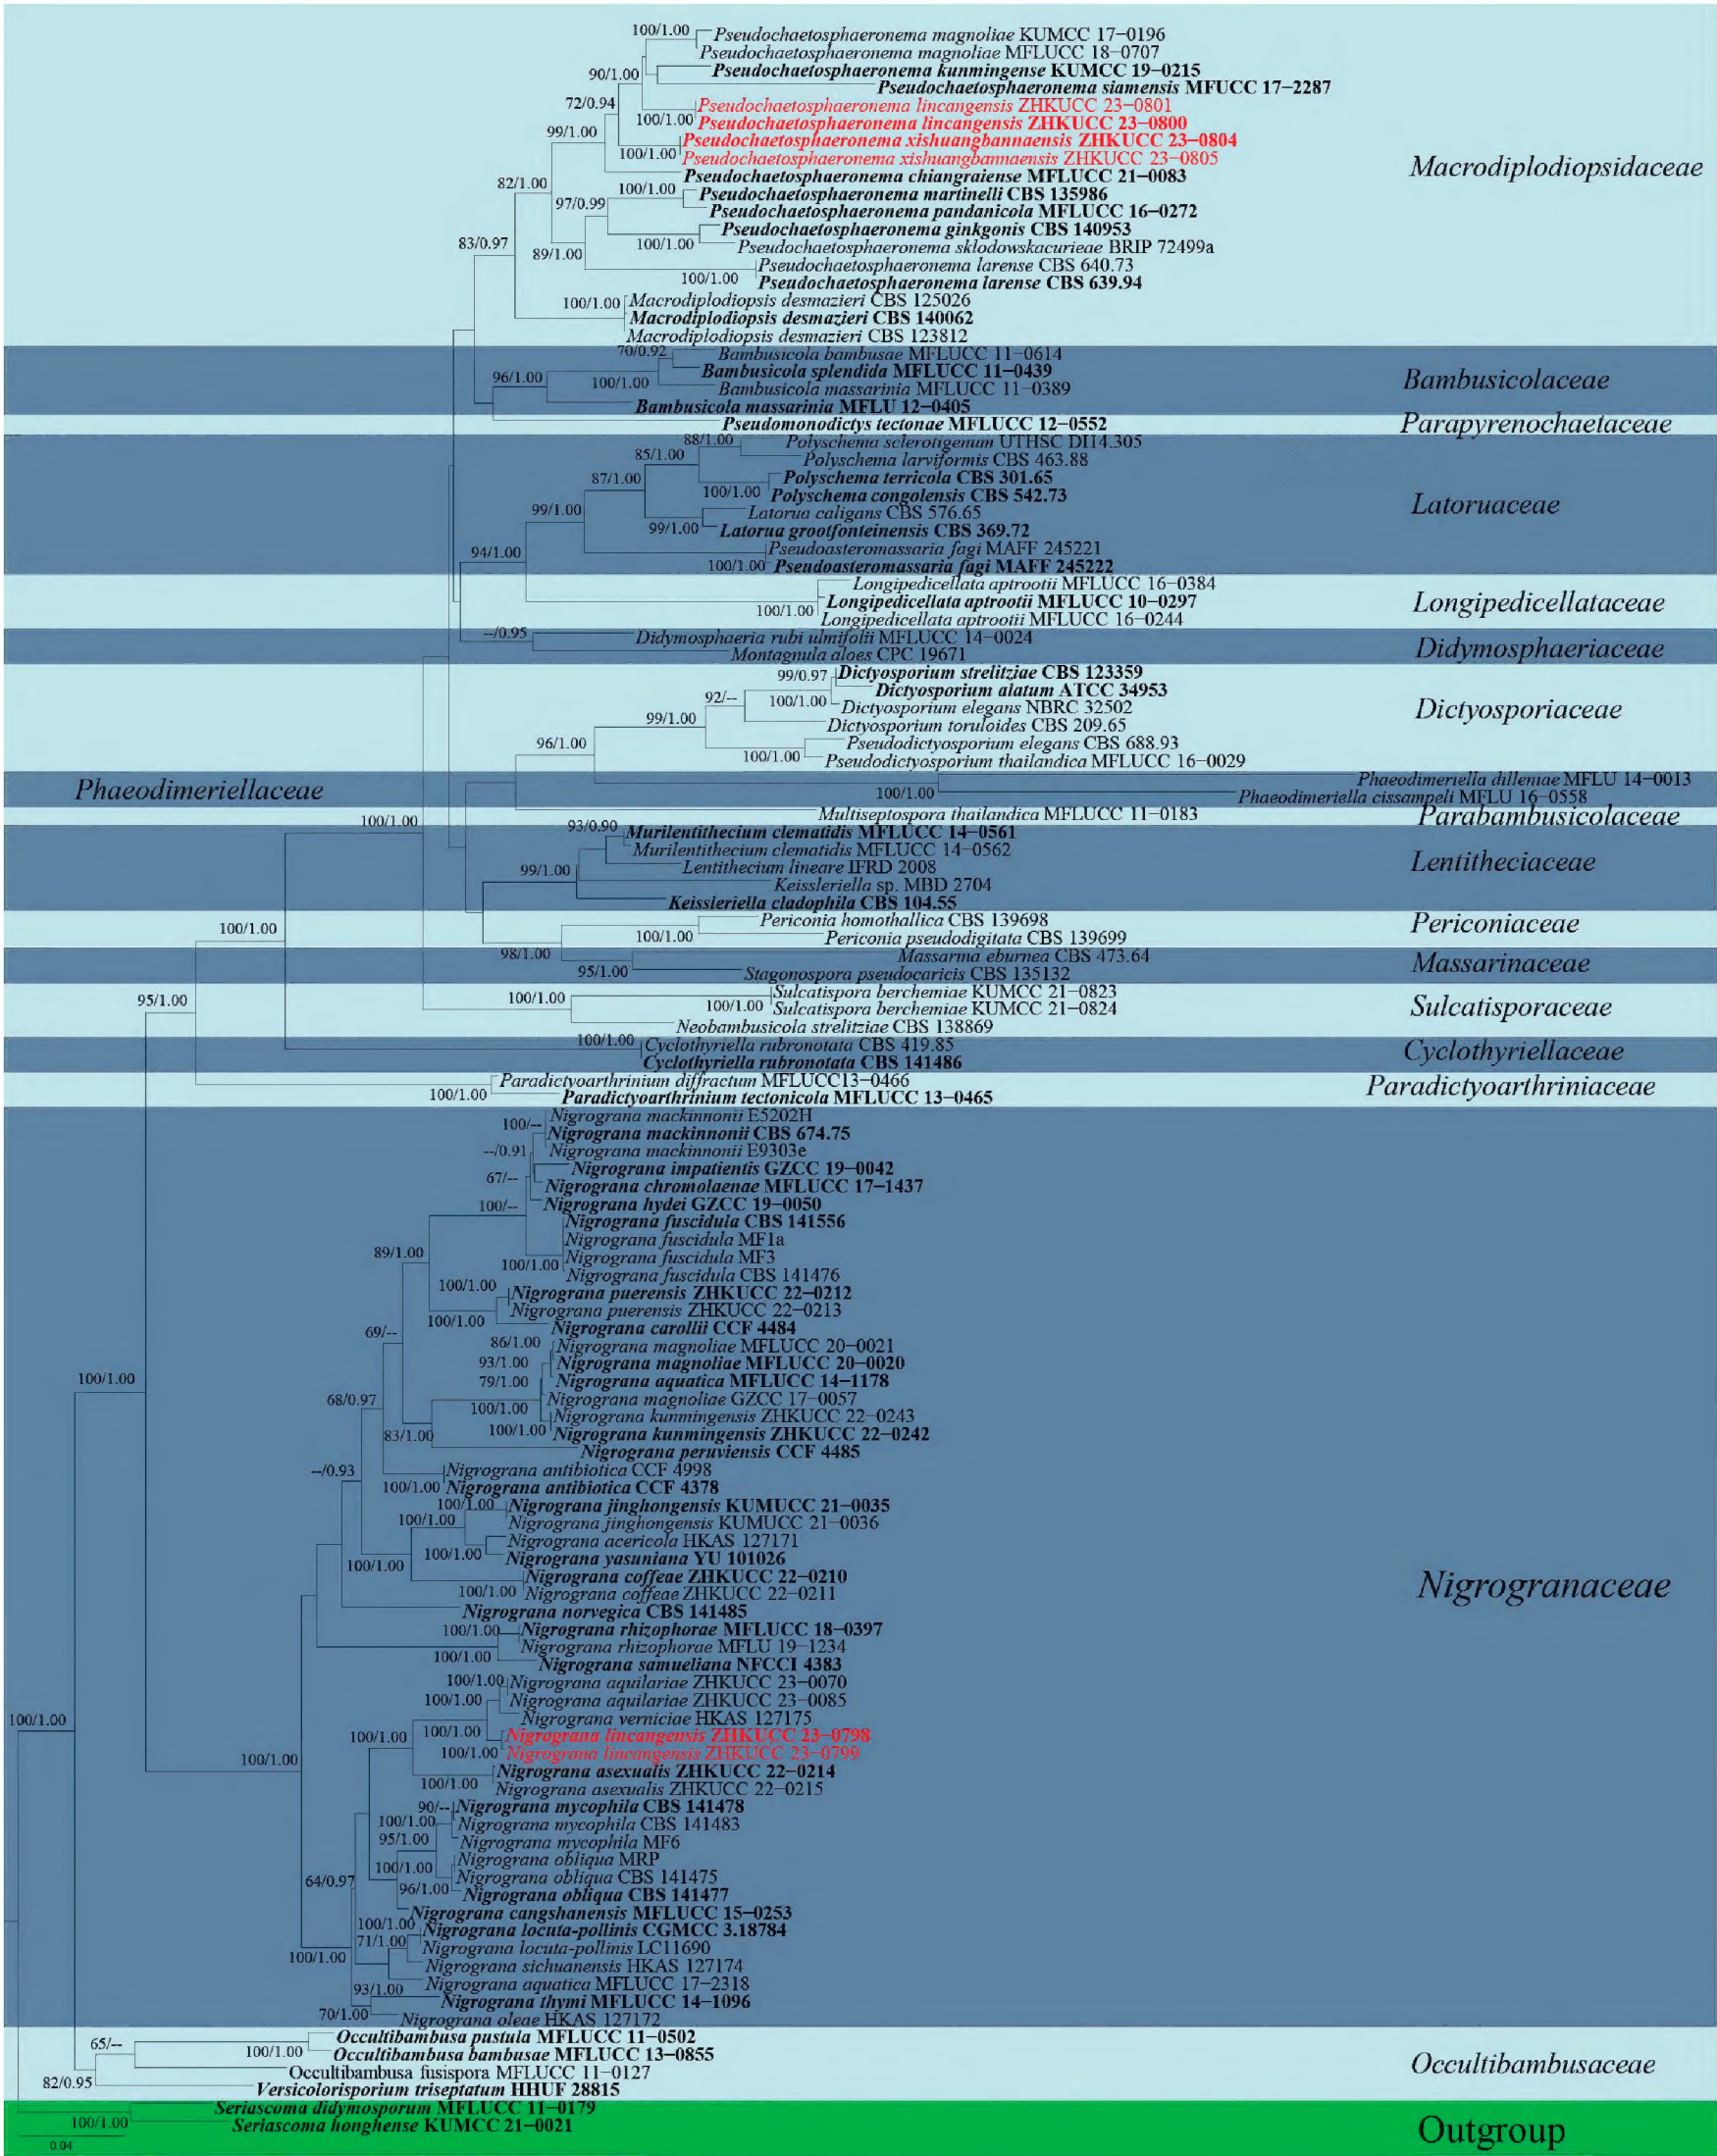 100/1.00 Pseudochaetosphaeronema magnoliae KUMCC 17−0196
Pseudochaetosphaeronema magnoliae MFLUCC 18−0707
90/1.00 Pseudochaetosphaeronema kunmingense KUMCC 19−0215
Pseudochaetosphaeronema siamensis MFUCC 17−2287
72/0.94 Pseudochaetosphaeronema lincangensis ZHKUCC 23−0801
100/1.00 Pseudochaetosphaeronema lincangensis ZHKUCC 23−0800
99/1.00 Pseudochaetosphaeronema xishuangbannaensis ZHKUCC 23−0804
100/1.00 Pseudochaetosphaeronema xishuangbannaensis ZHKUCC 23−0805
Macrodiplodiopsidaceae
82/1.00 Pseudochaetosphaeronema chiangraiense MFLUCC 21−0083
100/1.00 Pseudochaetosphaeronema martinelli CBS 135986
97/0.99 Pseudochaetosphaeronema pandanicola MFLUCC 16−0272
Pseudochaetosphaeronema ginkgonis CBS 140953
83/0.97 100/1.00 Pseudochaetosphaeronema sklodowskacurieae BRIP 72499a
89/1.00 Pseudochaetosphaeronema larense CBS 640.73
100/1.00 Pseudochaetosphaeronema larense CBS 639.94
100/1.00 Macrodiplodiopsis desmazieri CBS 125026
Macrodiplodiopsis desmazieri CBS 140062
Macrodiplodiopsis desmazieri CBS 123812
70/0.92 Bambusicola bambusae MFLUCC 11−0614
Bambusicola splendida MFLUCC 11−0439
96/1.00 100/1.00 Bambusicola massarinia MFLUCC 11−0389
Bambusicolaceae
Bambusicola massarinia MFLU 12−0405
Pseudomonodictys tectonae MFLUCC 12−0552 Parapyrenochaetaceae
88/1.00 Polyschema sclerotigenum UTHSC DI14.305
85/1.00 Polyschema larviformis CBS 463.88
87/1.00 Polyschema terricola CBS 301.65
100/1.00 Polyschema congolensis CBS 542.73
Latoruaceae
99/1.00 Latorua caligans CBS 576.65
99/1.00 Latorua grootfonteinensis CBS 369.72
94/1.00 Pseudoasteromassaria fagi MAFF 245221
100/1.00 Pseudoasteromassaria fagi MAFF 245222
Longipedicellata aptrootii MFLUCC 16−0384
100/1.00 Longipedicellata aptrootii MFLUCC 10−0297 Longipedicellataceae
Longipedicellata aptrootii MFLUCC 16−0244
--/0.95 Didymosphaeria rubi ulmifolii MFLUCC 14−0024
Didymosphaeriaceae
Montagnula aloes CPC 19671
99/0.97 Dictyosporium strelitziae CBS 123359
92/-- Dictyosporium alatum ATCC 34953
100/1.00 Dictyosporium elegans NBRC 32502 Dictyosporiaceae
99/1.00 Dictyosporium toruloides CBS 209.65
96/1.00 Pseudodictyosporium elegans CBS 688.93
100/1.00 Pseudodictyosporium thailandica MFLUCC 16−0029
Phaeodimeriella dilleniae MFLU 14−0013
Phaeodimeriellaceae 100/1.00 Phaeodimeriella cissampeli MFLU 16−0558
Multiseptospora thailandica MFLUCC 11−0183 Parabambusicolaceae
100/1.00 93/0.90 Murilentithecium clematidis MFLUCC 14−0561
Murilentithecium clematidis MFLUCC 14−0562
99/1.00 Lentithecium lineare IFRD 2008 Lentitheciaceae
Keissleriella sp. MBD 2704
Keissleriella cladophila CBS 104.55
Periconia homothallica CBS 139698 Periconiaceae
100/1.00 100/1.00 Periconia pseudodigitata CBS 139699
98/1.00 Massarina eburnea CBS 473.64
Massarinaceae
95/1.00 Stagonospora pseudocaricis CBS 135132
95/1.00 100/1.00 Sulcatispora berchemiae KUMCC 21−0823
100/1.00 Sulcatispora berchemiae KUMCC 21−0824 Sulcatisporaceae
Neobambusicola strelitziae CBS 138869
100/1.00 Cyclothyriella rubronotata CBS 419.85
Cyclothyriellaceae
Cyclothyriella rubronotata CBS 141486
Paradictyoarthrinium diffractum MFLUCC13−0466
Paradictyoarthriniaceae
100/1.00 Paradictyoarthrinium tectonicola MFLUCC 13−0465
Nigrograna mackinnonii E5202H
100/-- Nigrograna mackinnonii CBS 674.75
--/0.91 Nigrograna mackinnonii E9303e
Nigrograna impatientis GZCC 19−0042
67/-- Nigrograna chromolaenae MFLUCC 17−1437
100/-- Nigrograna hydei GZCC 19−0050
Nigrograna fuscidula CBS 141556
Nigrograna fuscidula MF1a
89/1.00 Nigrograna fuscidula MF3
100/1.00 Nigrograna fuscidula CBS 141476
100/1.00 Nigrograna puerensis ZHKUCC 22−0212
Nigrograna puerensis ZHKUCC 22−0213
100/1.00 Nigrograna carollii CCF 4484
69/-- 86/1.00 Nigrograna magnoliae MFLUCC 20−0021
93/1.00 Nigrograna magnoliae MFLUCC 20−0020
100/1.00 79/1.00 Nigrograna aquatica MFLUCC 14−1178
68/0.97 Nigrograna magnoliae GZCC 17−0057
100/1.00 Nigrograna kunmingensis ZHKUCC 22−0243
83/1.00 100/1.00 Nigrograna kunmingensis ZHKUCC 22−0242
Nigrograna peruviensis CCF 4485
--/0.93 Nigrograna antibiotica CCF 4998
100/1.00 Nigrograna antibiotica CCF 4378
100/1.00 Nigrograna jinghongensis KUMUCC 21−0035
100/1.00 Nigrograna jinghongensis KUMUCC 21−0036
Nigrograna acericola HKAS 127171
100/1.00 100/1.00 Nigrograna yasuniana YU 101026
Nigrograna coffeae ZHKUCC 22−0210
Nigrogranaceae
100/1.00 Nigrograna coffeae ZHKUCC 22−0211
Nigrograna norvegica CBS 141485
100/1.00 Nigrograna rhizophorae MFLUCC 18−0397
Nigrograna rhizophorae MFLU 19−1234
100/1.00 Nigrograna samueliana NFCCI 4383
100/1.00 Nigrograna aquilariae ZHKUCC 23−0070
100/1.00 Nigrograna aquilariae ZHKUCC 23−0085
100/1.00 Nigrograna verniciae HKAS 127175
100/1.00 100/1.00 Nigrograna lincangensis ZHKUCC 23−0798
100/1.00 100/1.00 Nigrograna lincangensis ZHKUCC 23−0799
Nigrograna asexualis ZHKUCC 22−0214
100/1.00 Nigrograna asexualis ZHKUCC 22−0215
90/-- Nigrograna mycophila CBS 141478
100/1.00 Nigrograna mycophila CBS 141483
95/1.00 Nigrograna mycophila MF6
Nigrograna obliqua MRP
64/0.97 100/1.00 Nigrograna obliqua CBS 141475
96/1.00 Nigrograna obliqua CBS 141477
Nigrograna cangshanensis MFLUCC 15−0253
100/1.00 Nigrograna locuta-pollinis CGMCC 3.18784
71/1.00 Nigrograna locuta-pollinis LC11690
100/1.00 Nigrograna sichuanensis HKAS 127174
Nigrograna aquatica MFLUCC 17−2318
93/1.00 Nigrograna thymi MFLUCC 14−1096
70/1.00 Nigrograna oleae HKAS 127172
65/-- Occultibambusa pustula MFLUCC 11−0502
100/1.00 Occultibambusa bambusae MFLUCC 13−0855
Occultibambusaceae
Occultibambusa fusispora MFLUCC 11−0127
82/0.95 Versicolorisporium triseptatum HHUF 28815
Seriascoma didymosporum MFLUCC 11−0179
100/1.00 Seriascoma honghense KUMCC 21−0021
Outgroup
0.04